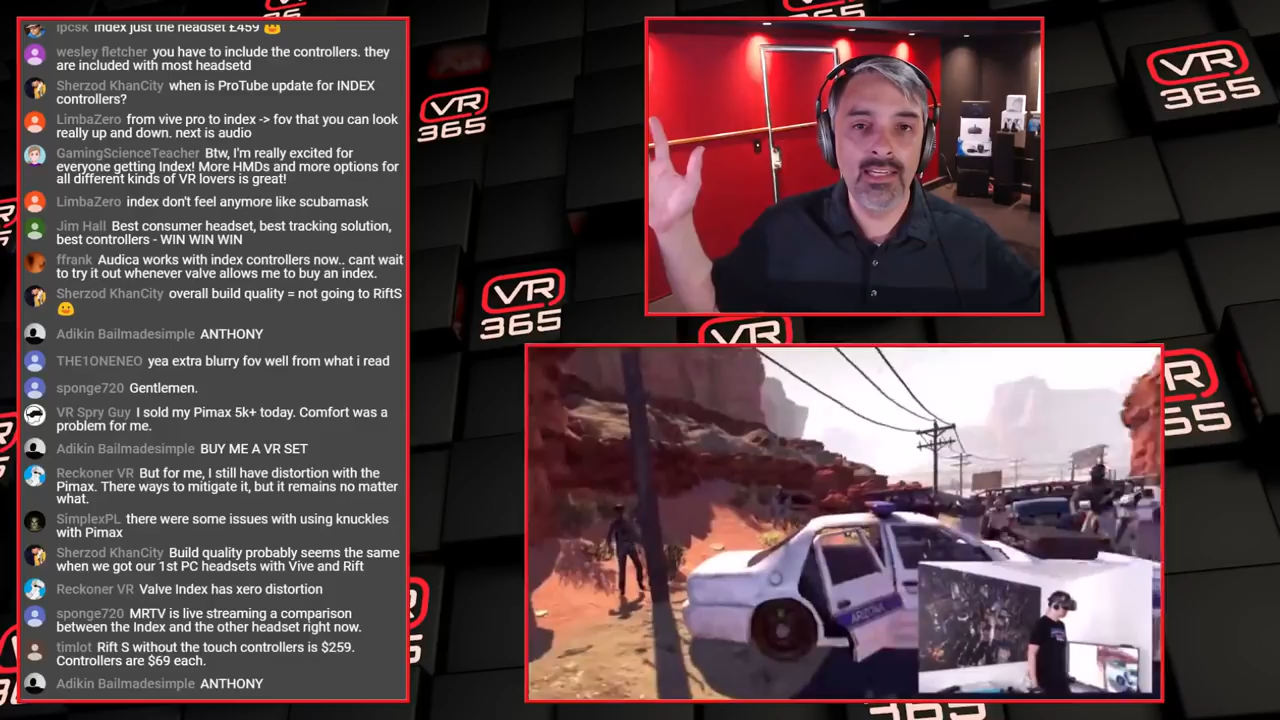 ipcsk Index just the headset £459
wesley fletcher you have to include the controllers. they
are included with most headsetd
Sherzod KhanCity when is ProTube update for INDEX
controllers?
LimbaZero from vive pro to index -> fov that you can look
really up and down. next is audio
GamingScienceTeacher Btw, I'm really excited for
everyone getting Index! More HMDs and more options for
all different kinds of VR lovers is great!
LimbaZero index don't feel anymore like scubamask
Jim Hall Best consumer headset, best tracking solution,
best controllers - WIN WIN WIN
ffrank Audica works with index controllers now.. cant wait
to try it out whenever valve allows me to buy an index.
Sherzod KhanCity overall build quality = not going to RiftS
Adikin Bailmadesimple ANTHONY
THE1ONENEO yea extra blurry fov well from what i read
sponge720 Gentlemen.
VR Spry Guy I sold my Pimax 5k+ today. Comfort was a
problem for me.
Adikin Bailmadesimple BUY ME A VR SET
Reckoner VR But for me, I still have distortion with the
Pimax. There ways to mitigate it, but it remains no matter
what.
SimplexPL there were some issues with using knuckles
with Pimax
Sherzod KhanCity Build quality probably seems the same
when we got our 1st PC headsets with Vive and Rift
Reckoner VR Valve Index has xero distortion
sponge720 MRTV is live streaming a comparison
between the Index and the other headset right now.
timlot Rift S without the touch controllers is $259.
Controllers are $69 each.
Adikin Bailmadesimple ANTHONY
VR
365
VR
365
VR
365
VR
365
ARIZONA